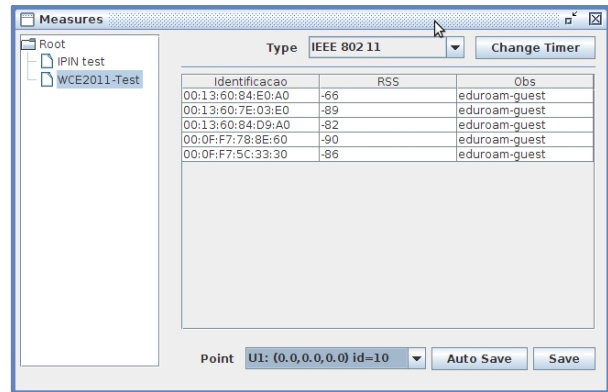 Measures
Root
IPIN test
WCE2011-Test
Type IEEE 802 11 Change Timer
Identificacao RSS Obs
00:13:60:84:E0:A0 -66 eduroam-guest
00:13:60:7E:03:E0 -89 eduroam-guest
00:13:60:84:D9:A0 -82 eduroam-guest
00:0F:F7:78:8E:60 -90 eduroam-guest
00:0F:F7:5C:33:30 -86 eduroam-guest
Point U1: (0.0,0.0,0.0) id=10 Auto Save Save